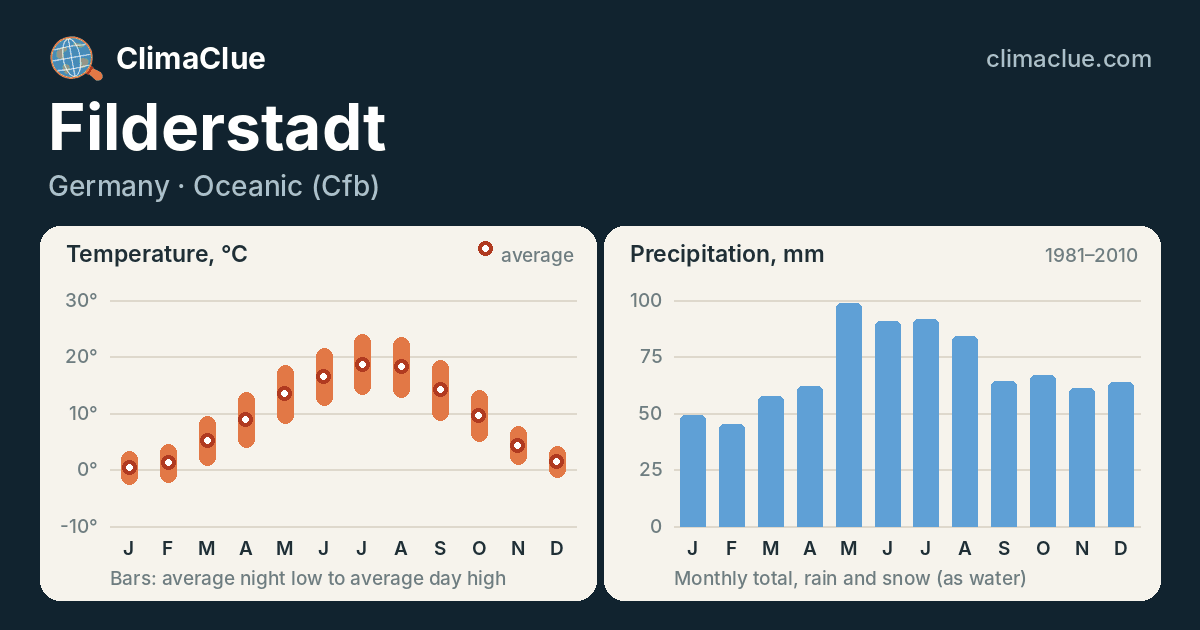 ClimaClue
climaclue.com
Filderstadt
Germany · Oceanic (Cfb)
Temperature, °C
average
30°
20°
10°
0°
-10°
J F M A M J J A S O N D
Bars: average night low to average day high
Precipitation, mm
1981–2010
100
75
50
25
0
J F M A M J J A S O N D
Monthly total, rain and snow (as water)